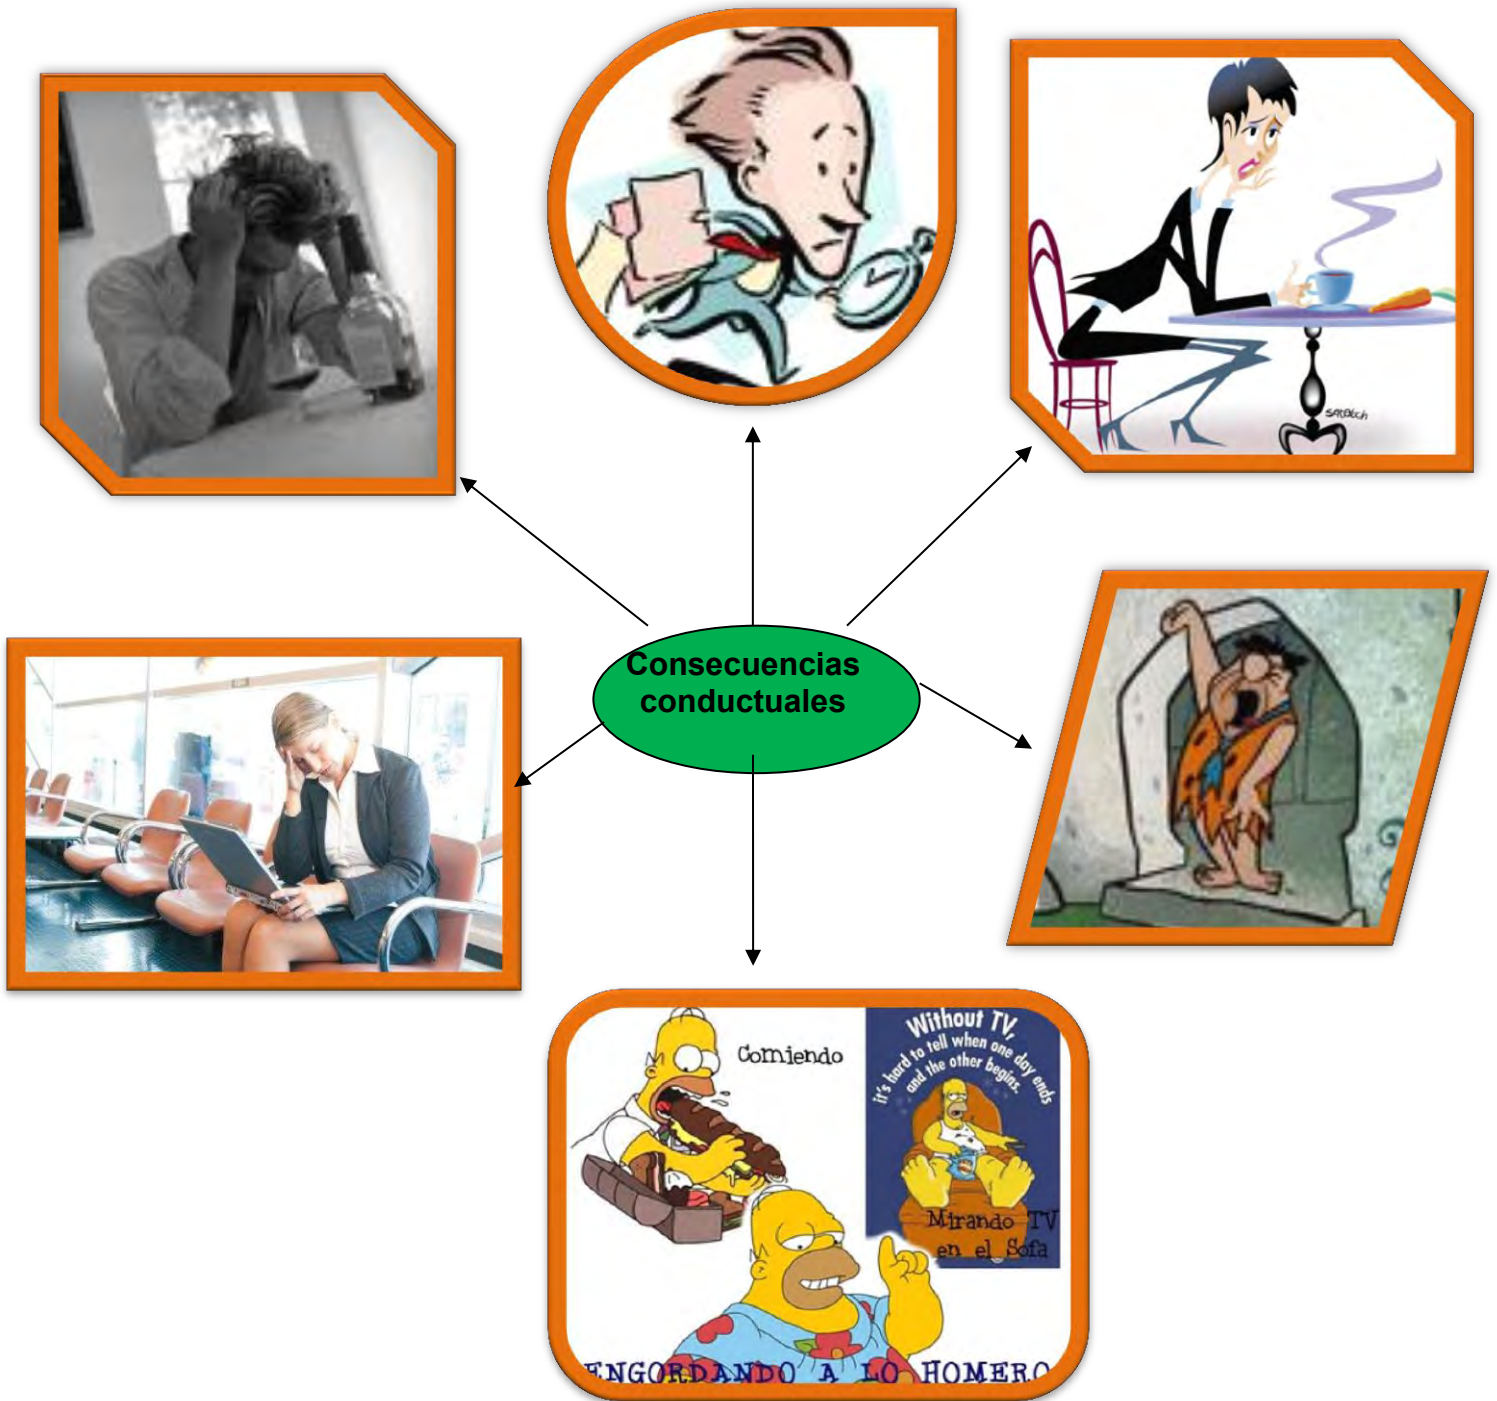 scratch
Consecuencias
conductuales
Comiendo
Without TV,
it's hard to tell when one day ends
and the other begins.
Mirando TV
en el Sofa
ENGORDANDO A LO HOMERO